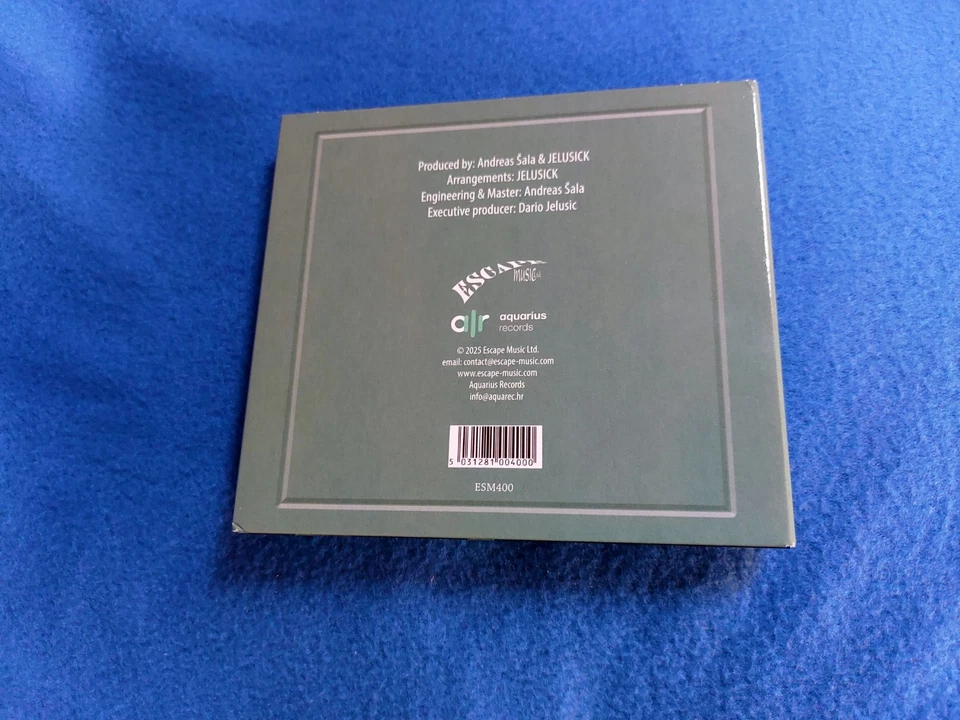 Produced by: Andreas Šala & JELUSICK
Arrangements: JELUSICK
Engineering & Master: Andreas Šala
Executive producer: Dario Jelusic
ESCAPE
music
a|r aquarius
records
© 2025 Escape Music Ltd.
email: contact@escape-music.com
www.escape-music.com
Aquarius Records
info@aquarec.hr
5 031281 004000
ESM400